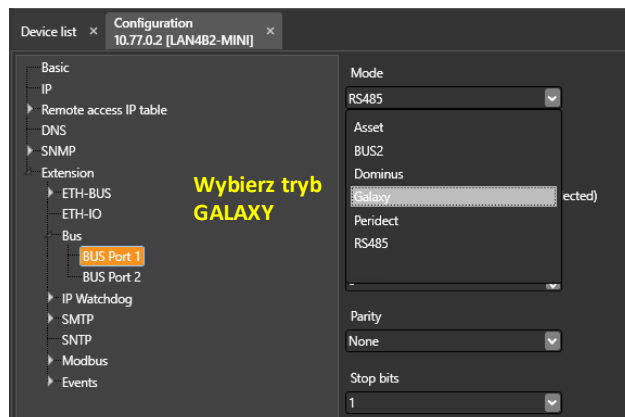 Device list ×
Configuration
10.77.0.2 [LAN4B2-MINI] ×
Basic
IP
Remote access IP table
DNS
SNMP
Extension
ETH-BUS
ETH-IO
Bus
BUS Port 1
BUS Port 2
IP Watchdog
SMTP
SNTP
Modbus
Events
Wybierz tryb
GALAXY
Mode
RS485
Asset
BUS2
Dominus
Galaxy
Peridect
RS485
ected)
Parity
None
Stop bits
1